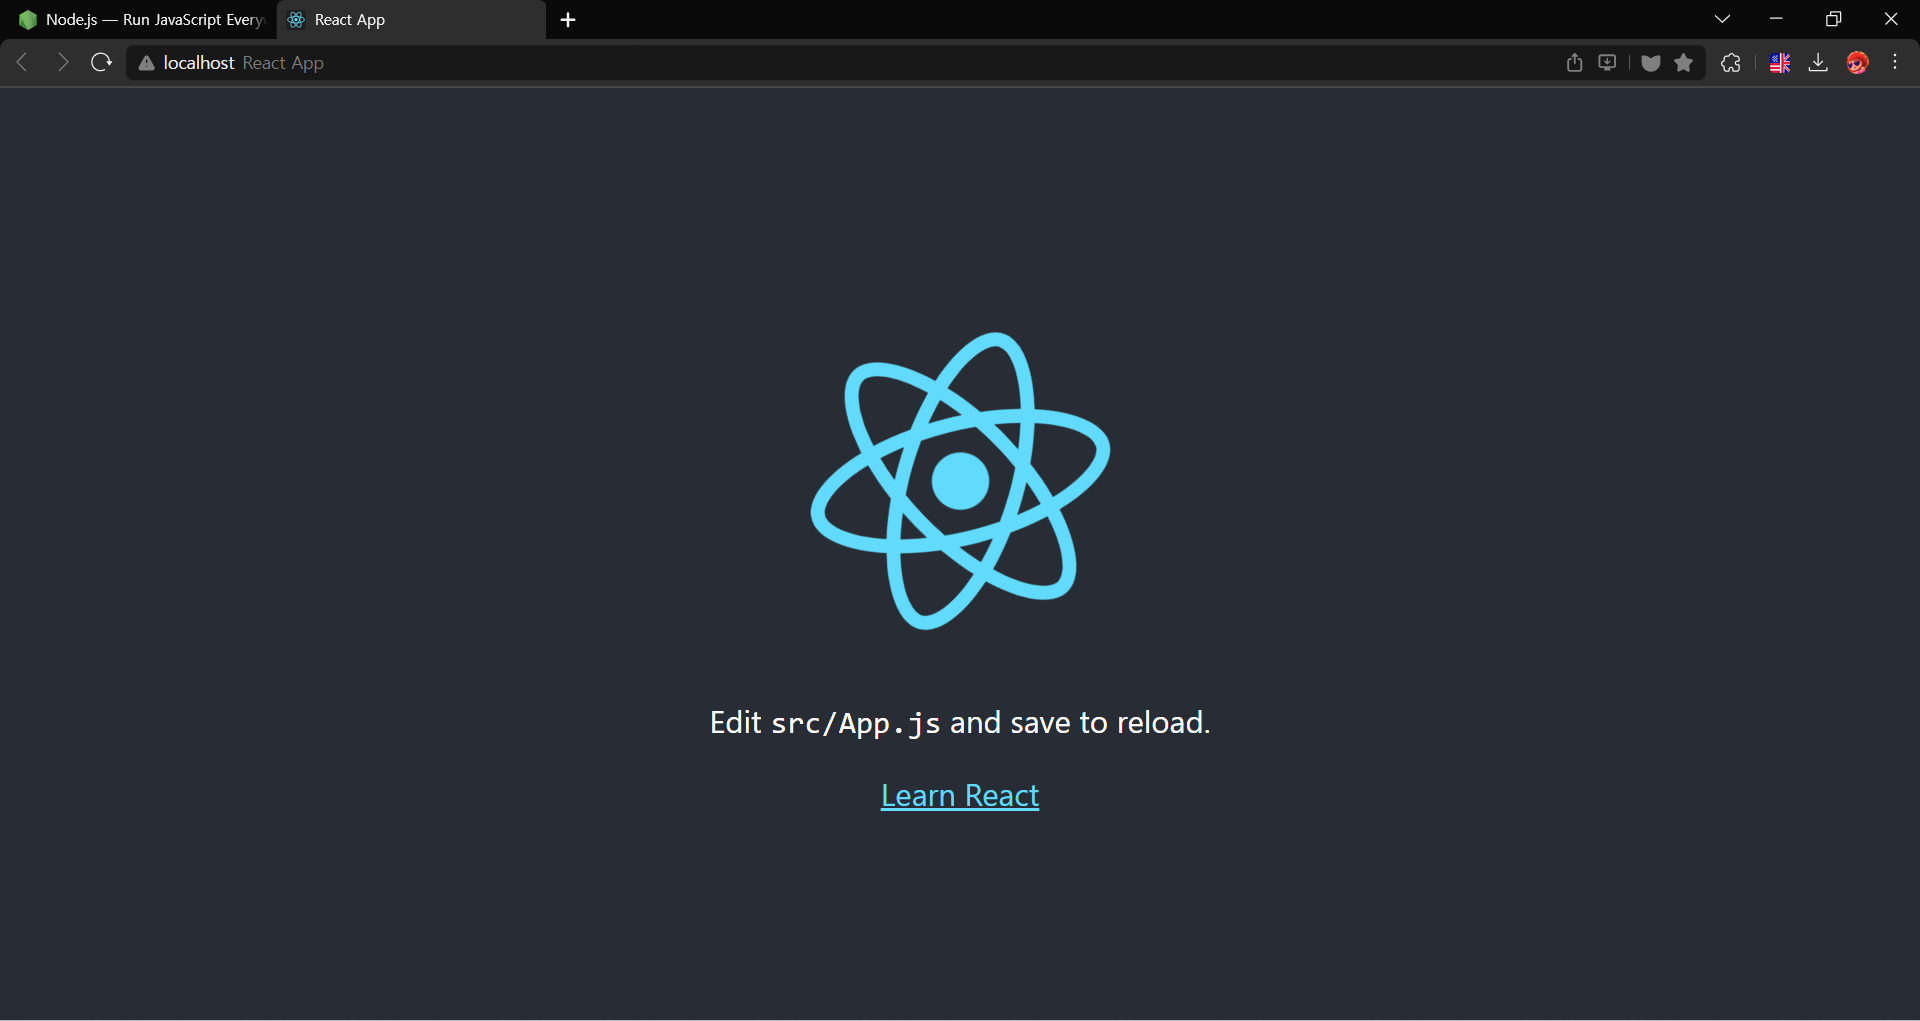 Node.js — Run JavaScript Every
React App
localhost React App
Edit src/App.js and save to reload.
Learn React